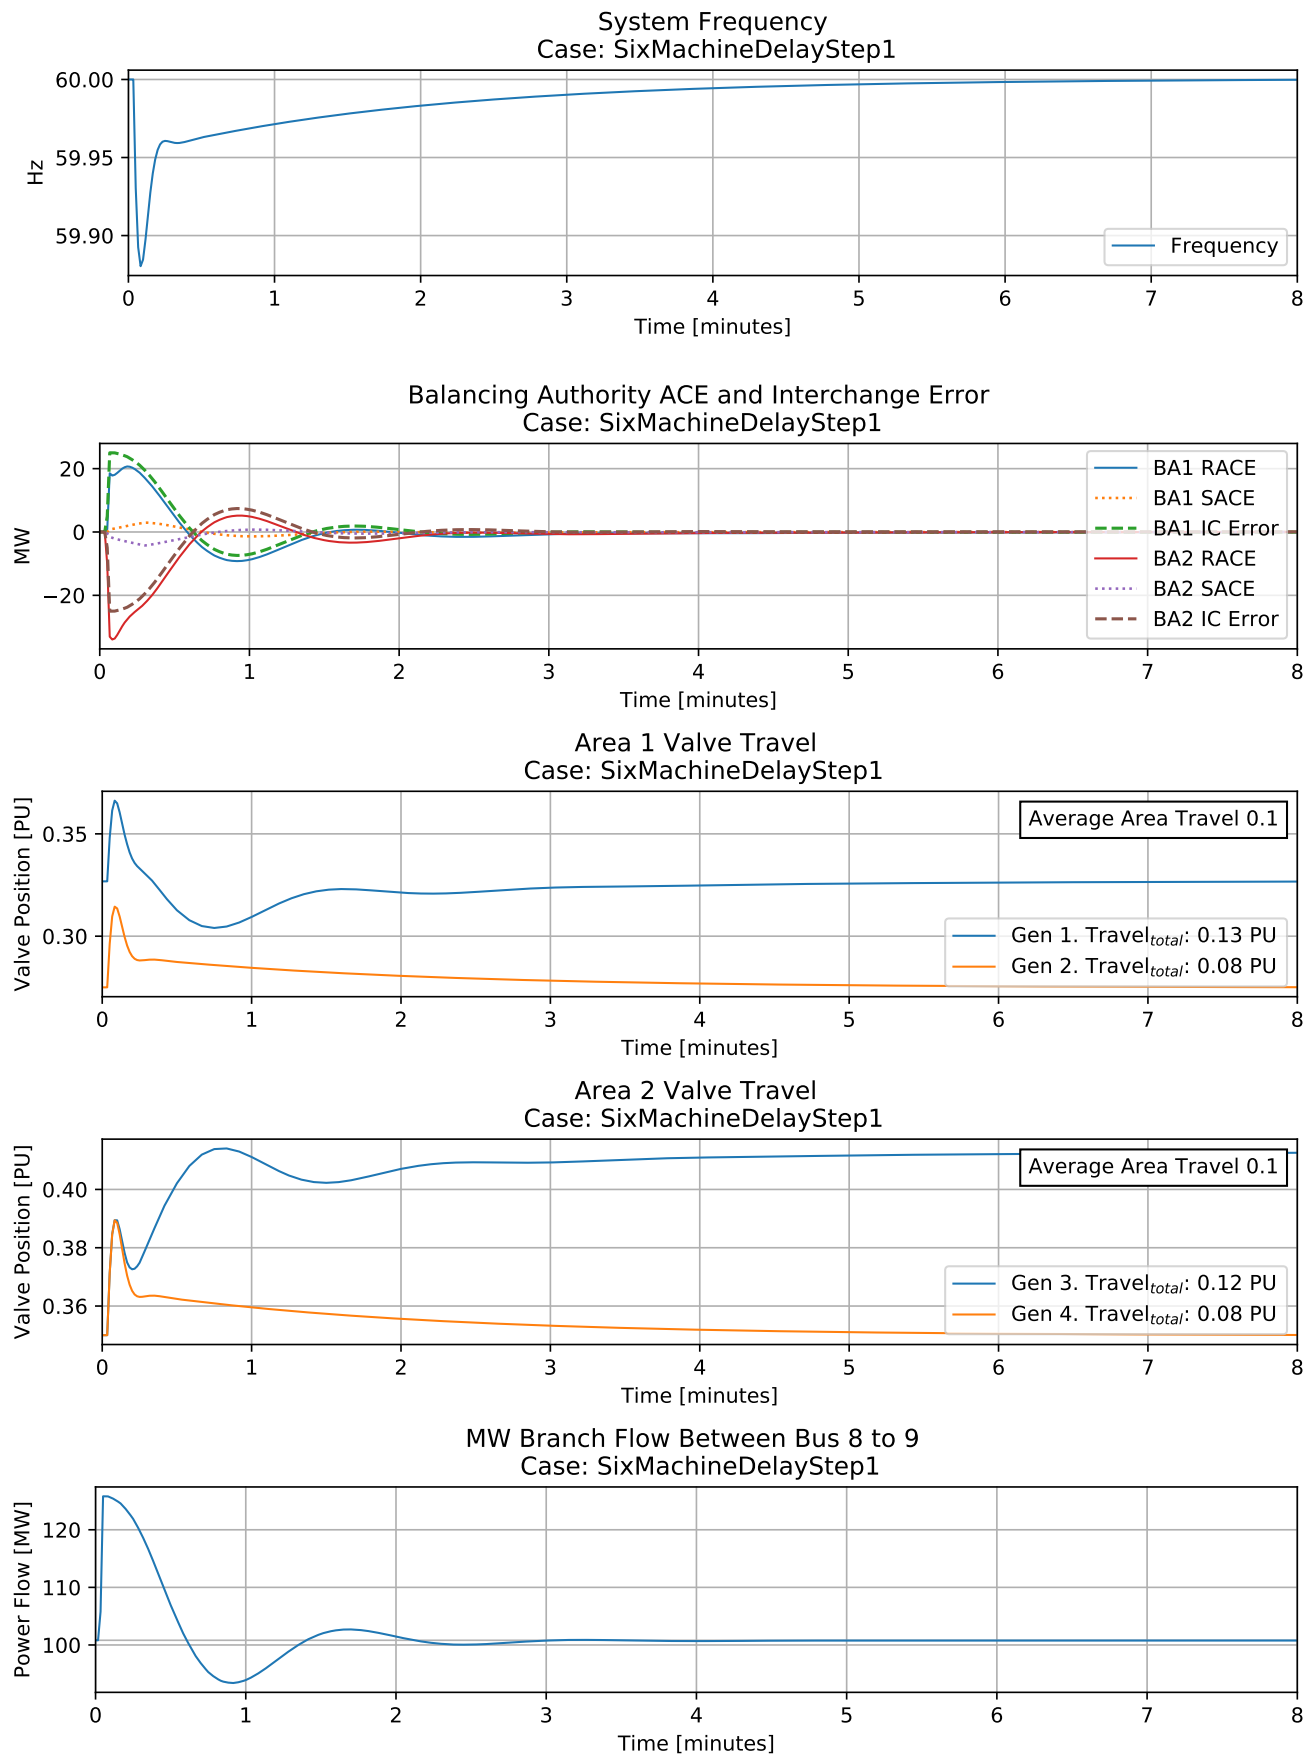 System Frequency
Case: SixMachineDelayStep1
60.00
59.95
59.90
Hz
Frequency
0 1 2 3 4 5 6 7 8
Time [minutes]
Balancing Authority ACE and Interchange Error
Case: SixMachineDelayStep1
20
0
−20
MW
BA1 RACE
BA1 SACE
BA1 IC Error
BA2 RACE
BA2 SACE
BA2 IC Error
0 1 2 3 4 5 6 7 8
Time [minutes]
Area 1 Valve Travel
Case: SixMachineDelayStep1
0.35
0.30
Valve Position [PU]
Average Area Travel 0.1
Gen 1. Travel_total: 0.13 PU
Gen 2. Travel_total: 0.08 PU
0 1 2 3 4 5 6 7 8
Time [minutes]
Area 2 Valve Travel
Case: SixMachineDelayStep1
0.40
0.38
0.36
Valve Position [PU]
Average Area Travel 0.1
Gen 3. Travel_total: 0.12 PU
Gen 4. Travel_total: 0.08 PU
0 1 2 3 4 5 6 7 8
Time [minutes]
MW Branch Flow Between Bus 8 to 9
Case: SixMachineDelayStep1
120
110
100
Power Flow [MW]
0 1 2 3 4 5 6 7 8
Time [minutes]